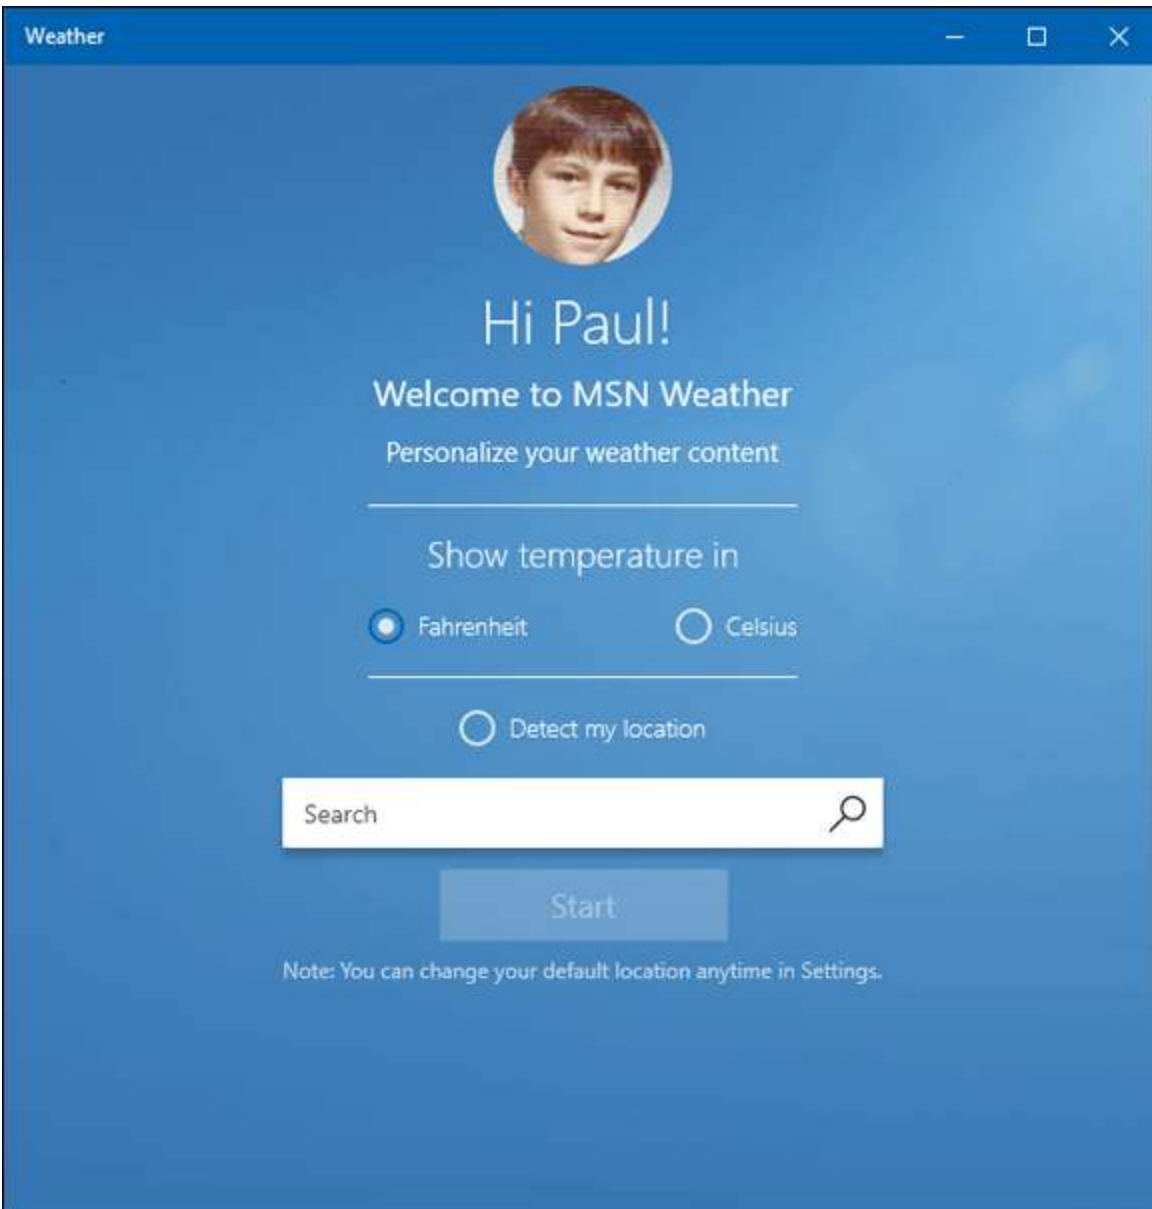 Weather
Hi Paul!
Welcome to MSN Weather
Personalize your weather content
Show temperature in
Fahrenheit Celsius
Detect my location
Search
Start
Note: You can change your default location anytime in Settings.